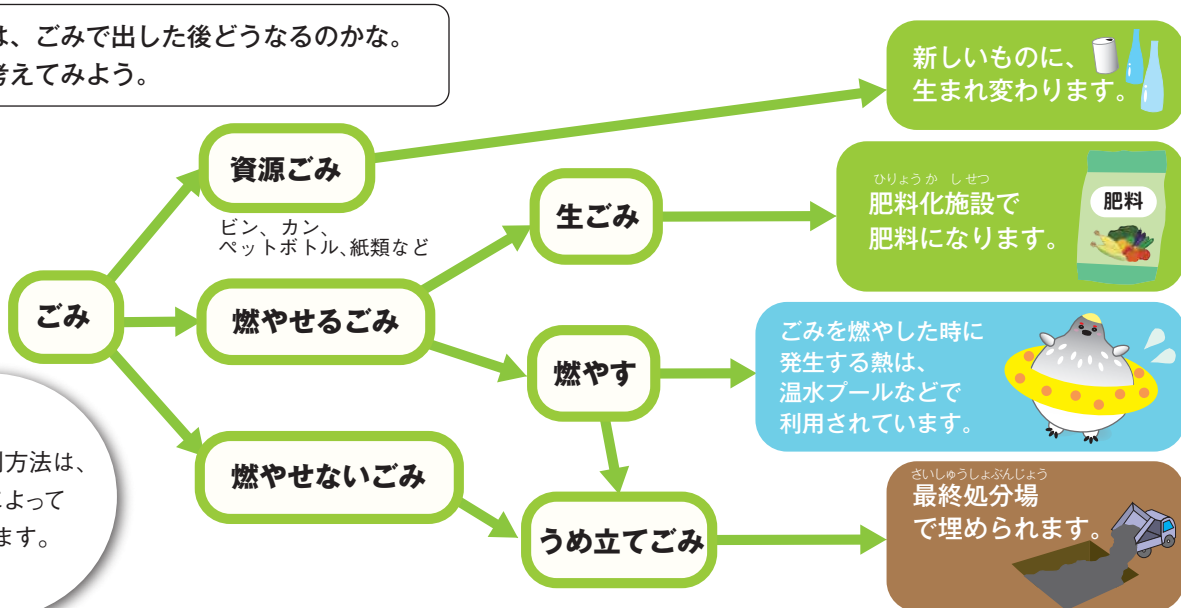 は、ごみで出した後どうなるのかな。
考えてみよう。
新しいものに、
生まれ変わります。
資源ごみ
ビン、カン、
ペットボトル、紙類など
生ごみ
ひりょうか しせつ
肥料化施設で
肥料になります。
肥料
ごみ
燃やせるごみ
燃やす
ごみを燃やした時に
発生する熱は、
温水プールなどで
利用されています。
方法は、
よって
ます。
燃やせないごみ
うめ立てごみ
さいしゅうしょぶんじょう
最終処分場
で埋められます。